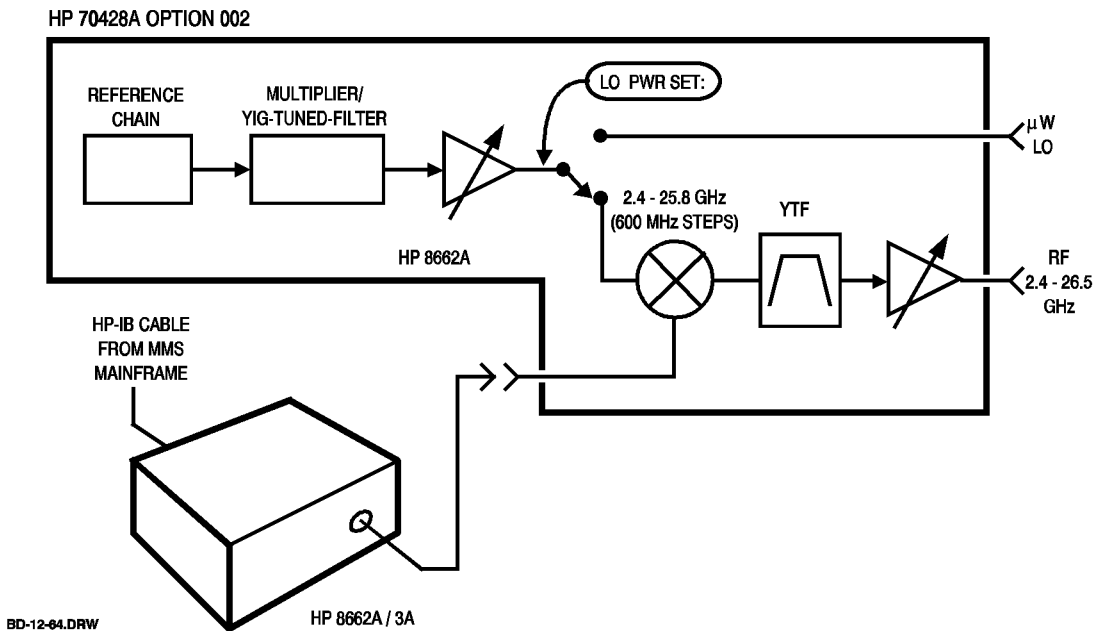 HP 70428A OPTION 002
REFERENCE
CHAIN
MULTIPLIER/
YIG-TUNED-FILTER
LO PWR SET:
µW
LO
2.4 - 25.8 GHz
(600 MHz STEPS)
YTF
HP 8662A
RF
2.4 - 26.5
GHz
HP-IB CABLE
FROM MMS
MAINFRAME
HP 8662A / 3A
BD-12-64.DRW